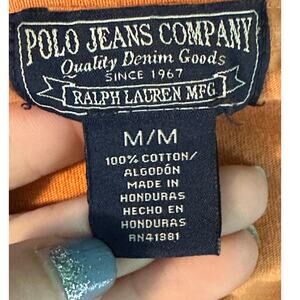 POLO JEANS COMPANY
Quality Denim Goods
SINCE 1967
RALPH LAUREN MFG
M/M
100% COTTON/
ALGODÓN
MADE IN
HONDURAS
HECHO EN
HONDURAS
RN41381